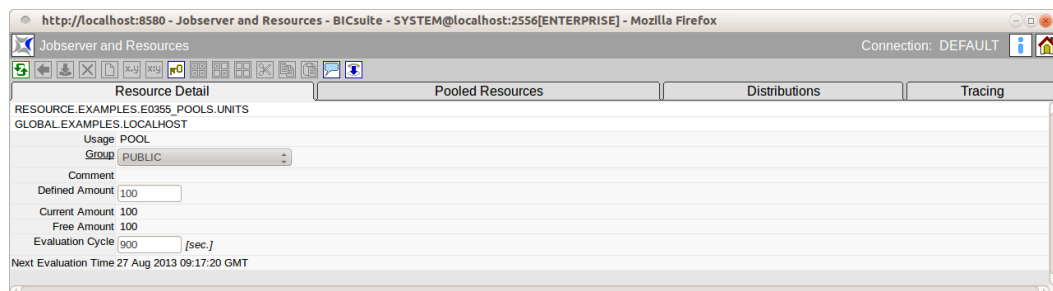 http://localhost:8580 - Jobserver and Resources - BICsuite - SYSTEM@localhost:2556[ENTERPRISE] - Mozilla Firefox
Jobserver and Resources Connection: DEFAULT
Resource Detail Pooled Resources Distributions Tracing
RESOURCE.EXAMPLES.E0355_POOLS.UNITS
GLOBAL.EXAMPLES.LOCALHOST
Usage POOL
Group PUBLIC
Comment
Defined Amount 100
Current Amount 100
Free Amount 100
Evaluation Cycle 900 [sec.]
Next Evaluation Time 27 Aug 2013 09:17:20 GMT